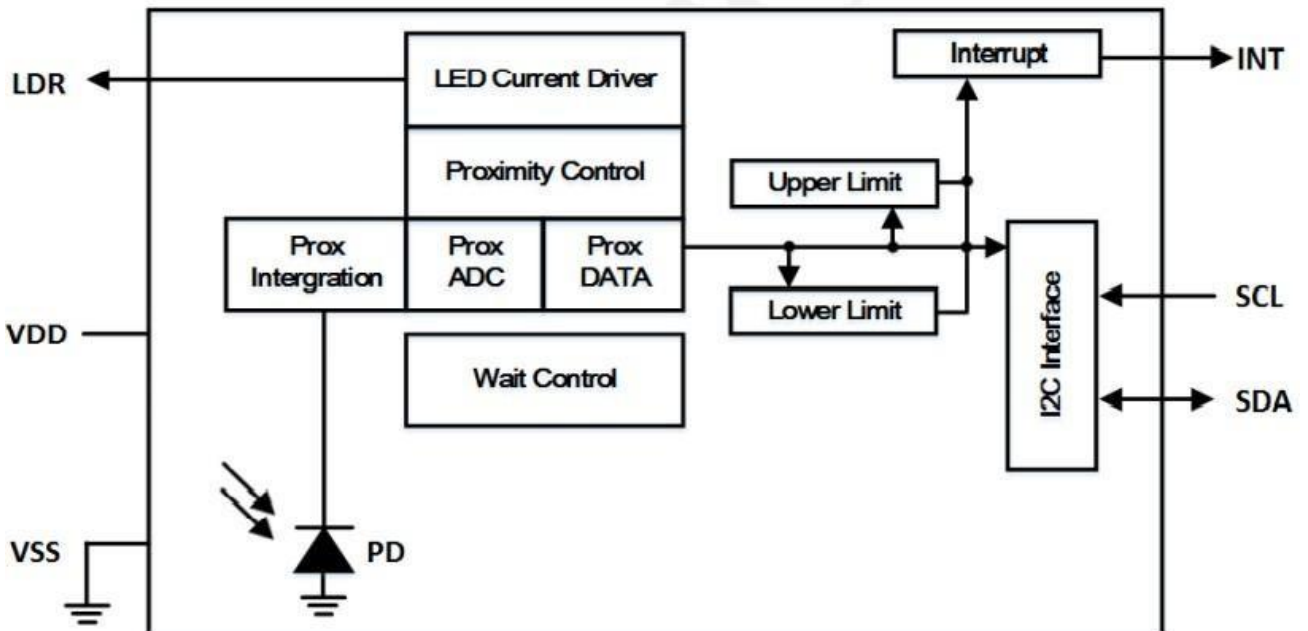 LED Current Driver
Interrupt
INT
LDR
Proximity Control
Upper Limit
Prox
Intergration
Prox
ADC
Prox
DATA
Lower Limit
I2C Interface
SCL
VDD
Wait Control
SDA
VSS
PD